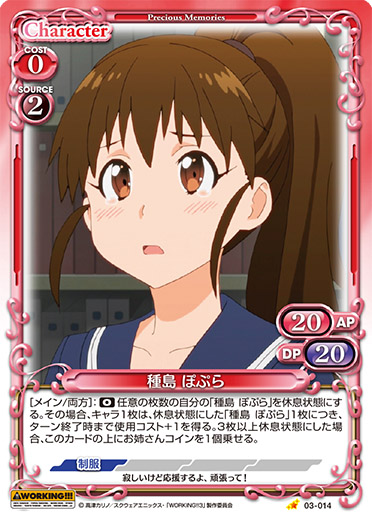 Precious Memories
Character
COST
0
SOURCE
2
20 AP
DP 20
種島 ぽぷら
[メイン/両方]: 任意の枚数の自分の「種島 ぽぷら」を休息状態にす
る。その場合、キャラ1枚は、休息状態にした「種島 ぽぷら」1枚につき、
ターン終了時まで使用コスト+1を得る。3枚以上休息状態にした場
合、このカードの上にお姉さんコインを1個乗せる。
制服
寂しいけど応援するよ、頑張って!
WORKING!!!
© 高津カリノ/スクウェアエニックス・「WORKING!!3」製作委員会
03-014